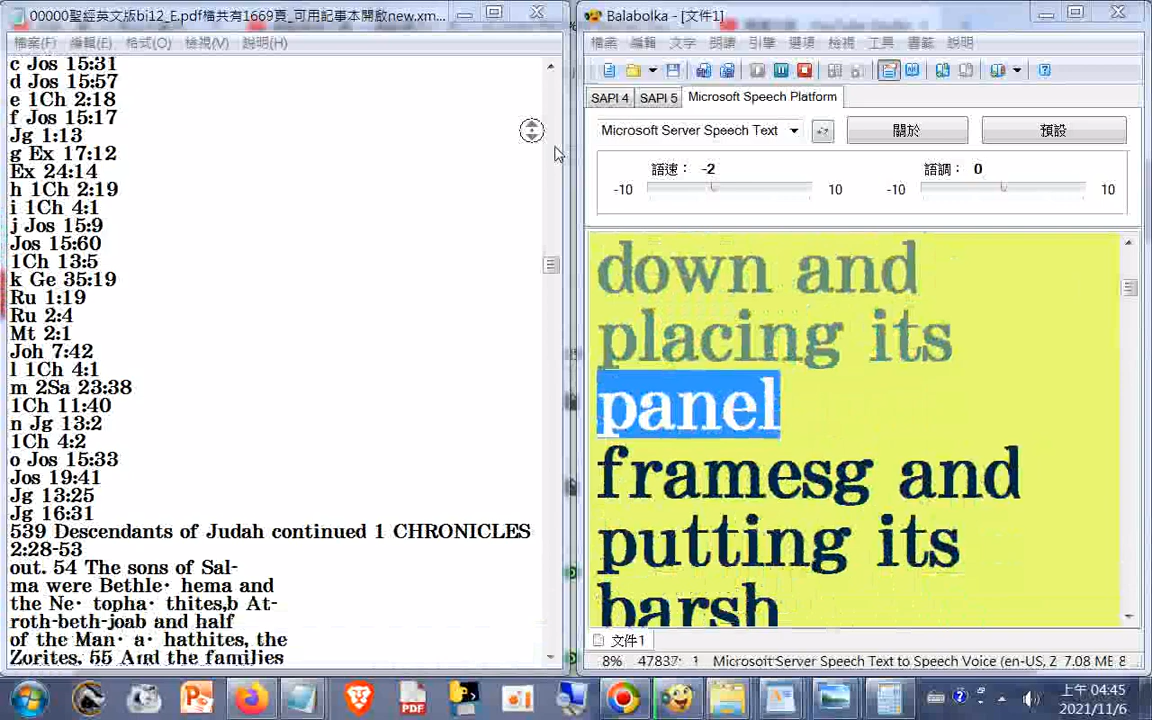 00000聖經英文版bi12_E.pdf檔共有1669頁_可用記事本開啟new.xm...
檔案(F) 編輯(E) 格式(O) 檢視(V) 說明(H)
c Jos 15:31
d Jos 15:57
e 1Ch 2:18
f Jos 15:17
Jg 1:13
g Ex 17:12
Ex 24:14
h 1Ch 2:19
i 1Ch 4:1
j Jos 15:9
Jos 15:60
1Ch 13:5
k Ge 35:19
Ru 1:19
Ru 2:4
Mt 2:1
Joh 7:42
l 1Ch 4:1
m 2Sa 23:38
1Ch 11:40
n Jg 13:2
1Ch 4:2
o Jos 15:33
Jos 19:41
Jg 13:25
Jg 16:31
539 Descendants of Judah continued 1 CHRONICLES
2:28-53
out. 54 The sons of Sal-
ma were Bethle· hema and
the Ne· topha· thites,b At-
roth-beth-joab and half
of the Man· a· hathites, the
Zorites. 55 And the families
Balabolka - [文件1]
檔案 編輯 文字 朗讀 引擎 選項 檢視 工具 書籤 說明
SAPI 4 SAPI 5 Microsoft Speech Platform
Microsoft Server Speech Text 關於 預設
語速： -2 語調： 0
-10 10 -10 10
down and
placing its
panel
framesg and
putting its
barsh
文件1
8% 47837: 1 Microsoft Server Speech Text to Speech Voice (en-US, Z 7.08 MB 8
PDF
上午 04:45
2021/11/6